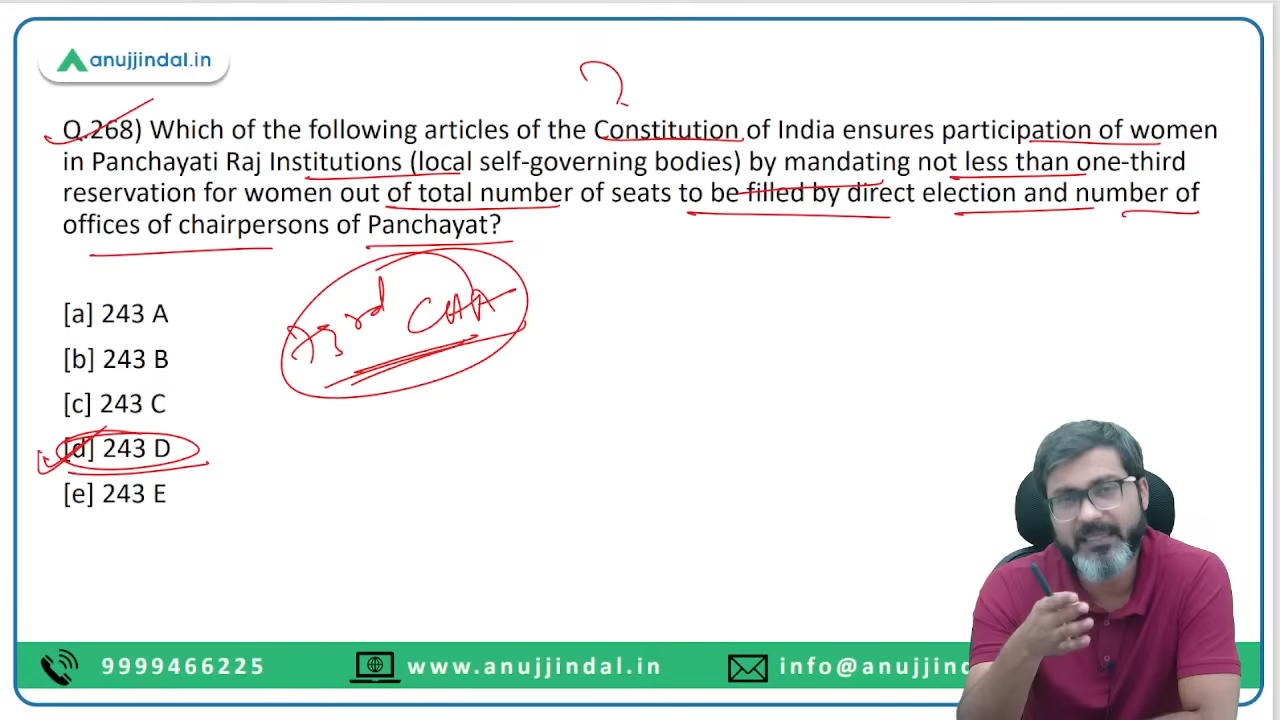 anujjindal.in
Q.268) Which of the following articles of the Constitution of India ensures participation of women
in Panchayati Raj Institutions (local self-governing bodies) by mandating not less than one-third
reservation for women out of total number of seats to be filled by direct election and number of
offices of chairpersons of Panchayat?
73rd CAA
[a] 243 A
[b] 243 B
[c] 243 C
[d] 243 D
[e] 243 E
9999466225 www.anujjindal.in info@anujjind